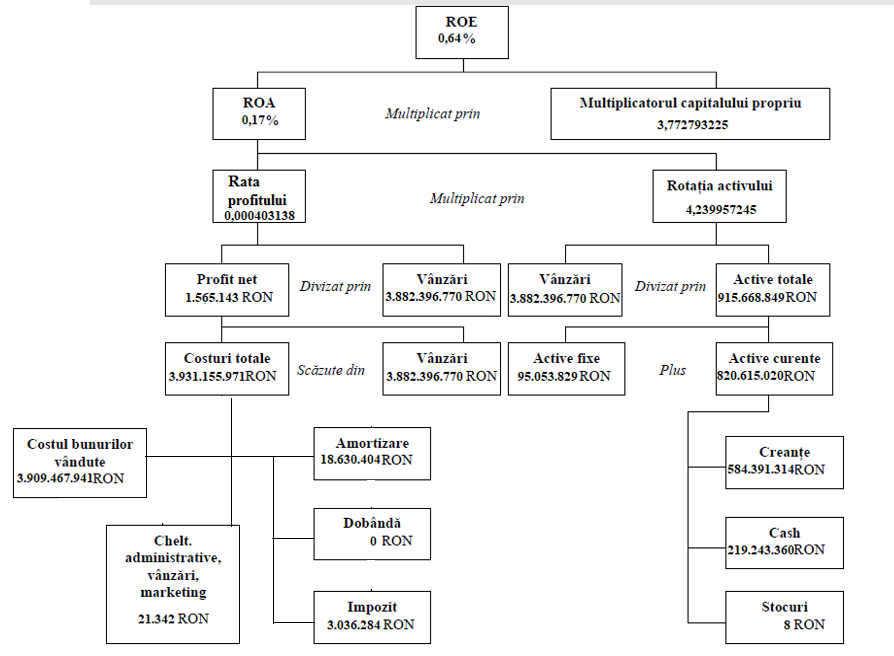 ROE
0,64%
ROA
0,17%
Multiplicat prin
Multiplicatorul capitalului propriu
3,772793225
Rata
profitului
0,000403138
Multiplicat prin
Rotația activului
4,239957245
Profit net
1.565.143 RON
Divizat prin
Vânzări
3.882.396.770 RON
Vânzări
3.882.396.770 RON
Divizat prin
Active totale
915.668.849RON
Costuri totale
3.931.155.971RON
Scăzute din
Vânzări
3.882.396.770 RON
Active fixe
95.053.829RON
Plus
Active curente
820.615.020RON
Costul bunurilor
vândute
3.909.467.941RON
Amortizare
18.630.404RON
Creanțe
584.391.314RON
Chelt.
administrative,
vânzări,
marketing
21.342 RON
Dobândă
0 RON
Cash
219.243.360RON
Impozit
3.036.284 RON
Stocuri
8 RON